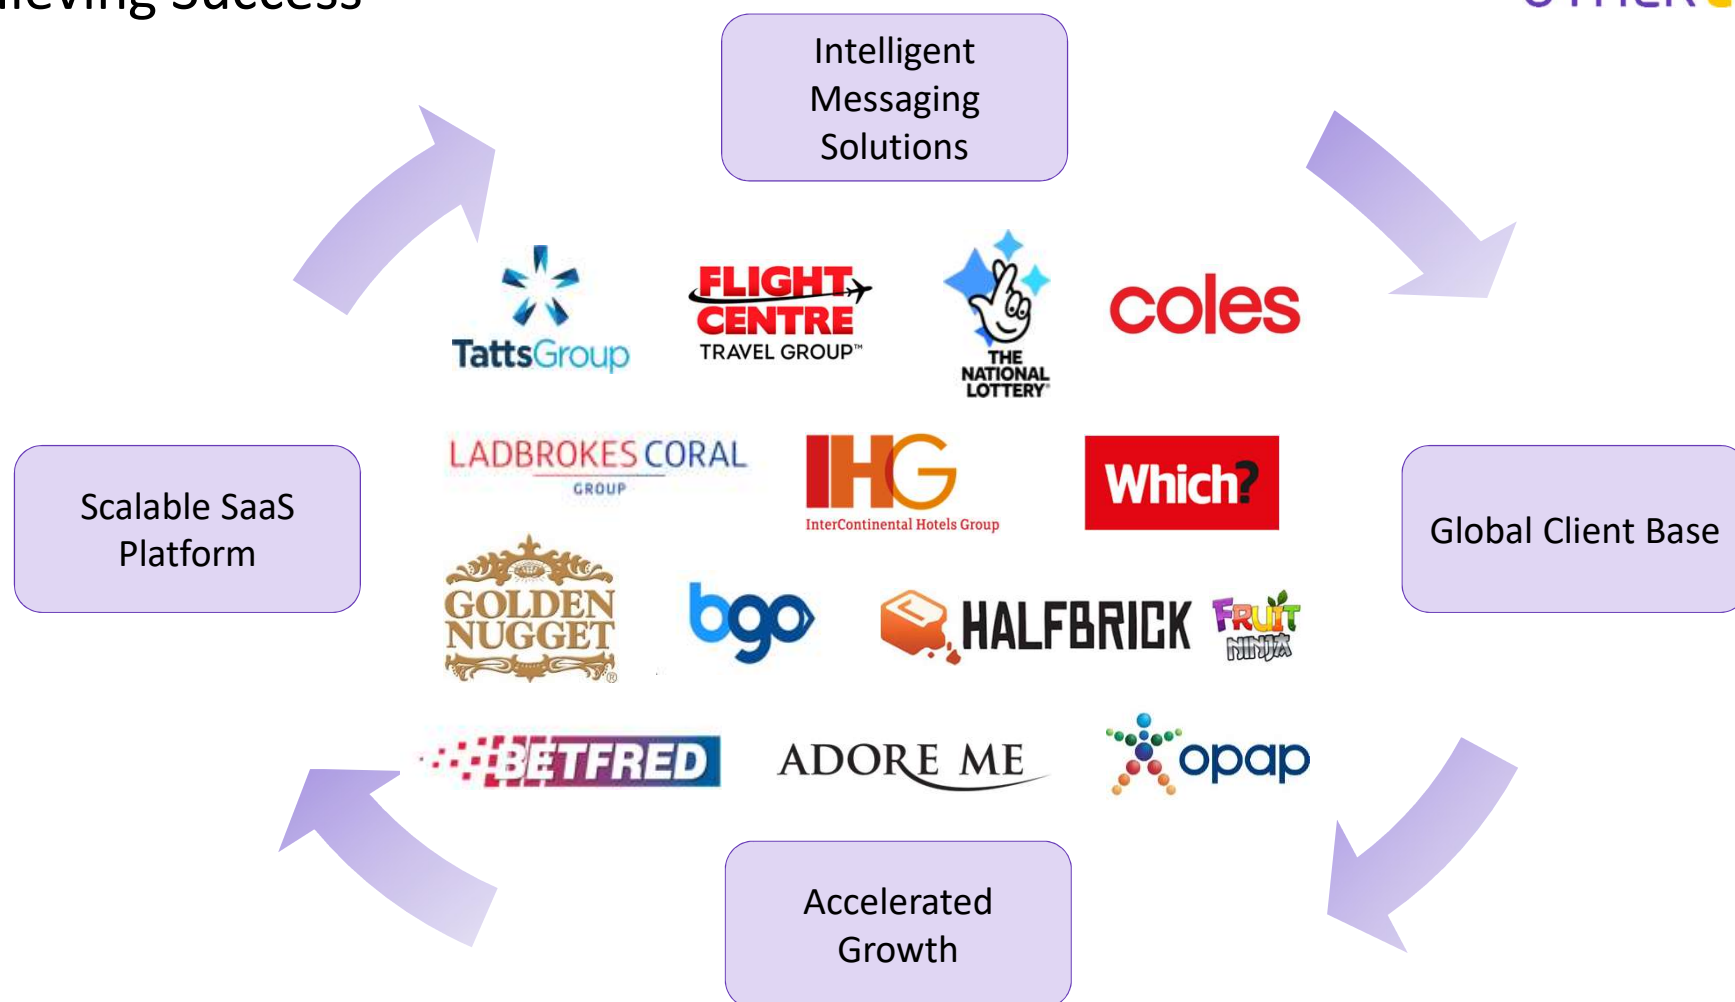 Success
OTHER
Intelligent
Messaging
Solutions
TattsGroup
FLIGHT
CENTRE
TRAVEL GROUP™
THE
NATIONAL
LOTTERY®
coles
LADBROKES CORAL
GROUP
IHG
InterContinental Hotels Group
Which?
Scalable SaaS
Platform
Global Client Base
GOLDEN
NUGGET
®
bgo
HALFBRICK
FRUIT
NINJA
BETFRED
ADORE ME
opap
Accelerated
Growth